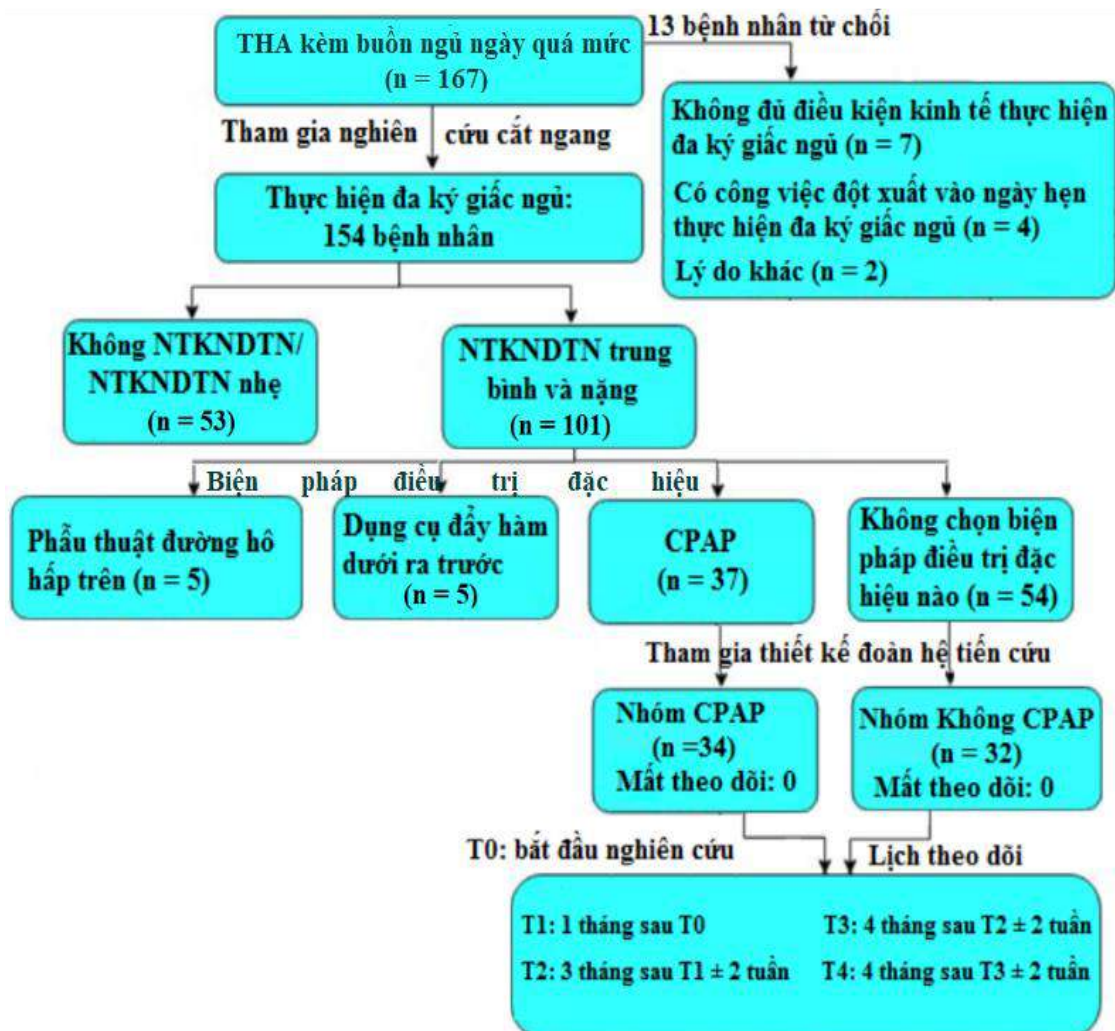 THA kèm buồn ngủ ngày quá mức
(n = 167)
13 bệnh nhân từ chối
Không đủ điều kiện kinh tế thực hiện
đa ký giấc ngủ (n = 7)
Có công việc đột xuất vào ngày hẹn
thực hiện đa ký giấc ngủ (n = 4)
Lý do khác (n = 2)
Tham gia nghiên cứu cắt ngang
Thực hiện đa ký giấc ngủ:
154 bệnh nhân
Không NTKNDTN/
NTKNDTN nhẹ
(n = 53)
NTKNDTN trung
bình và nặng
(n = 101)
Biện pháp điều trị đặc hiệu
Phẫu thuật đường hô
hấp trên (n = 5)
Dụng cụ đẩy hàm
dưới ra trước
(n = 5)
CPAP
(n = 37)
Không chọn biện
pháp điều trị đặc
hiệu nào (n = 54)
Tham gia thiết kế đoàn hệ tiến cứu
Nhóm CPAP
(n =34)
Mất theo dõi: 0
Nhóm Không CPAP
(n = 32)
Mất theo dõi: 0
T0: bắt đầu nghiên cứu
Lịch theo dõi
T1: 1 tháng sau T0
T2: 3 tháng sau T1 ± 2 tuần
T3: 4 tháng sau T2 ± 2 tuần
T4: 4 tháng sau T3 ± 2 tuần